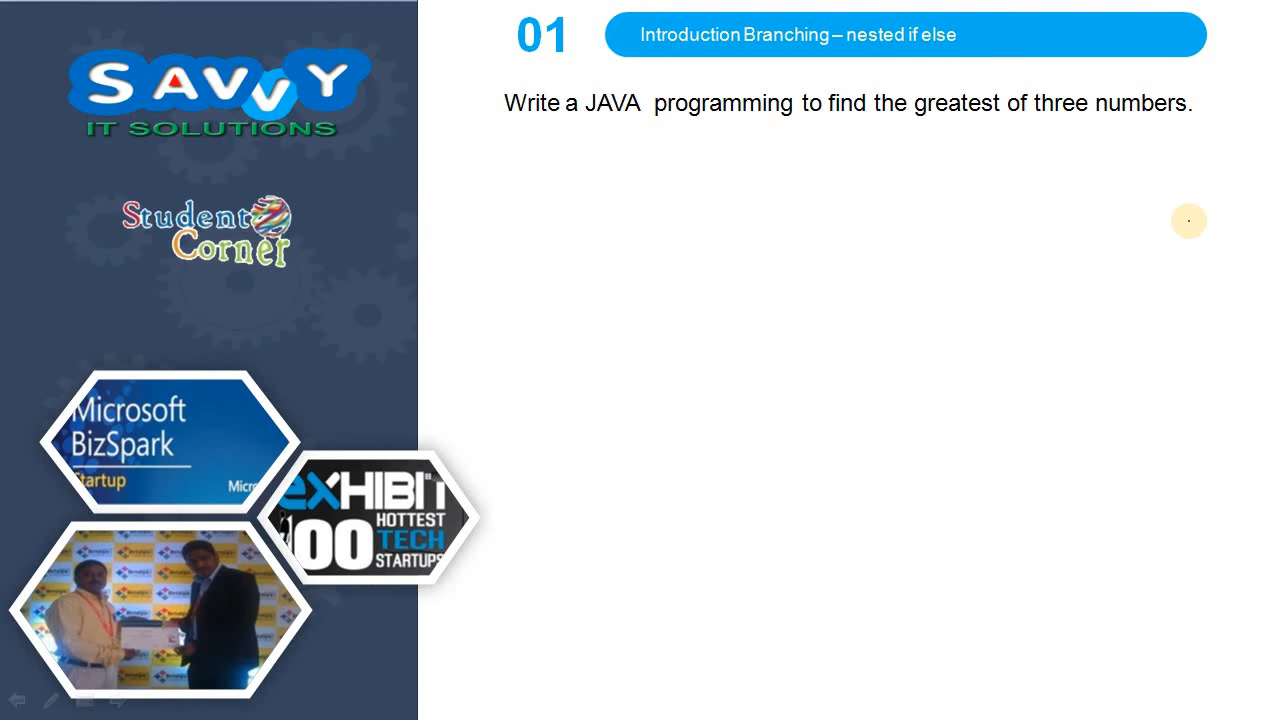 01
Introduction Branching – nested if else
Write a JAVA programming to find the greatest of three numbers.
SAVVY
IT SOLUTIONS
Student
Corner
Microsoft
BizSpark
Startup
Micr
eXHIBIT
100
HOTTEST
TECH
STARTUPS